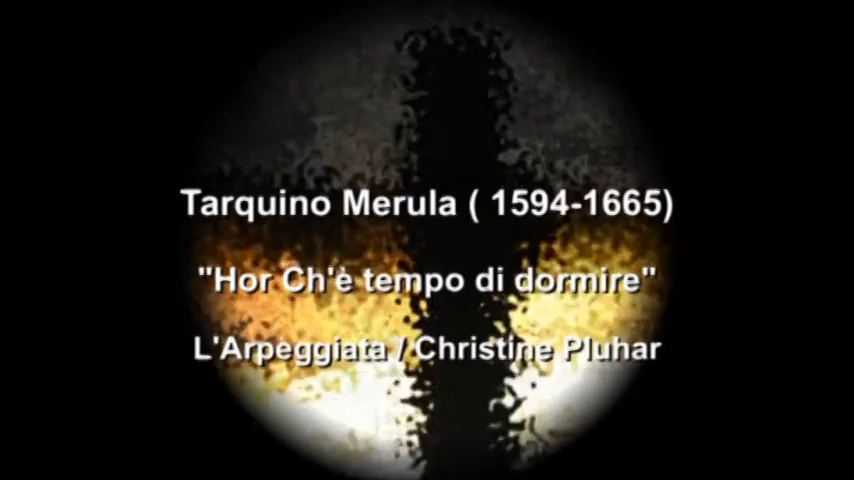 Tarquino Merula ( 1594-1665)
"Hor Ch'è tempo di dormire"
L'Arpeggiata / Christine Pluhar